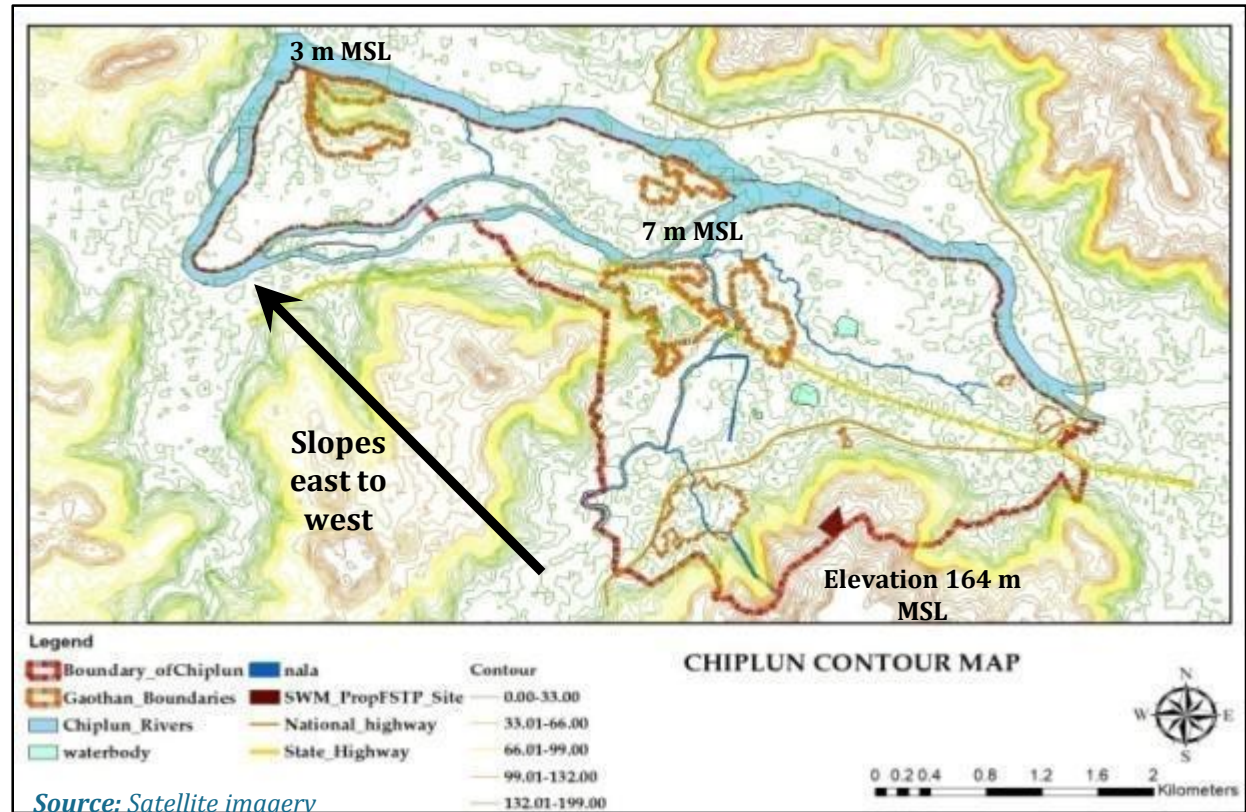 3 m MSL
7 m MSL
Slopes
east to
west
Elevation 164 m
MSL
Legend
Boundary_ofChiplun
Gaothan_Boundaries
Chiplun_Rivers
waterbody
nala
SWM_PropFSTP_Site
National_highway
State_Highway
Contour
0.00-33.00
33.01-66.00
66.01-99.00
99.01-132.00
132.01-199.00
CHIPLUN CONTOUR MAP
N
W E
S
0 0.2 0.4 0.8 1.2 1.6 2
Kilometers
Source: Satellite imagery